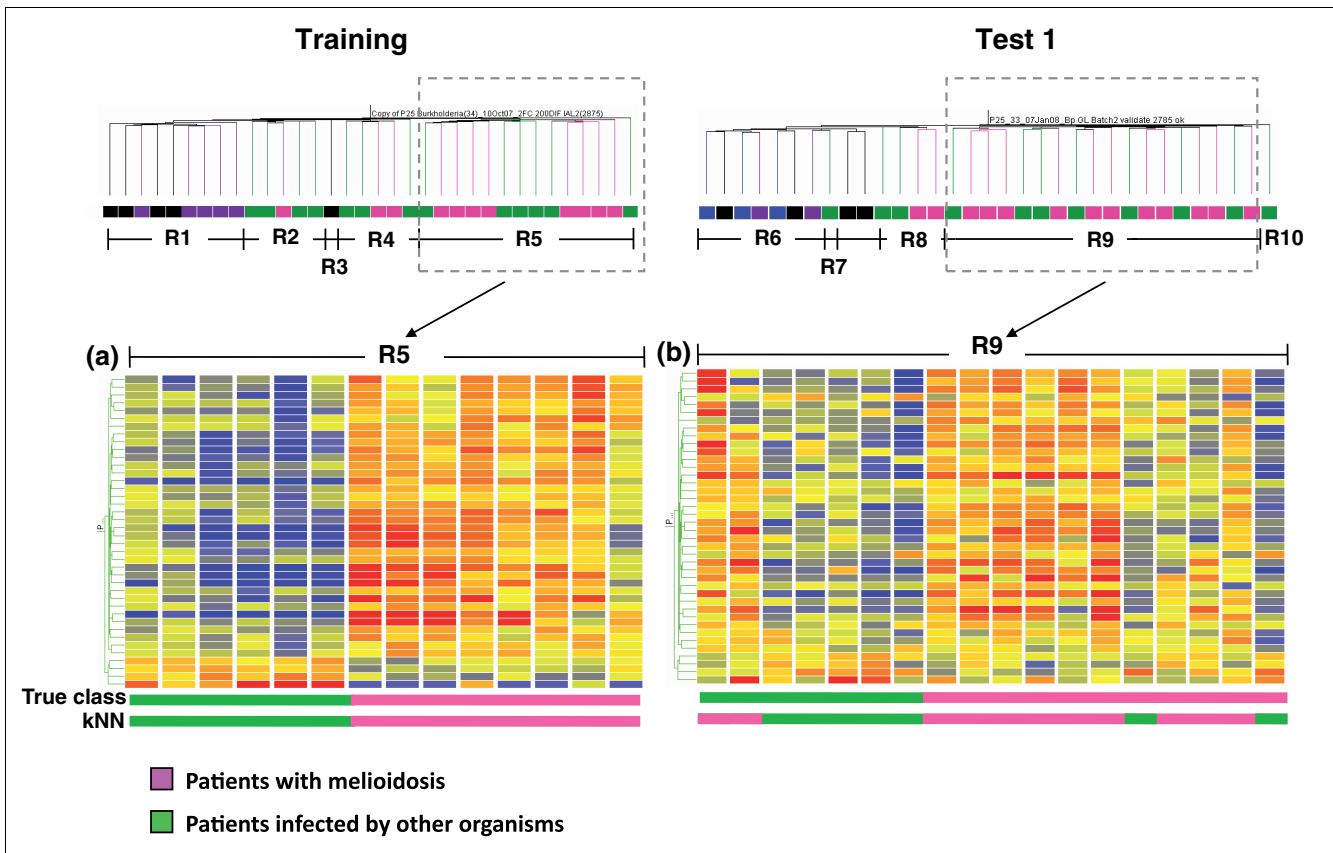 Training
Test 1
Copy of P25 Burkholderia(34)_10Oct07_2FC 200DIF IAL2(2875)
P25_33_07Jan08_Bp GL Batch2 validate 2785 ok
R1
R2
R3
R4
R5
R6
R7
R8
R9
R10
(a)
R5
(b)
R9
True class
kNN
Patients with melioidosis
Patients infected by other organisms